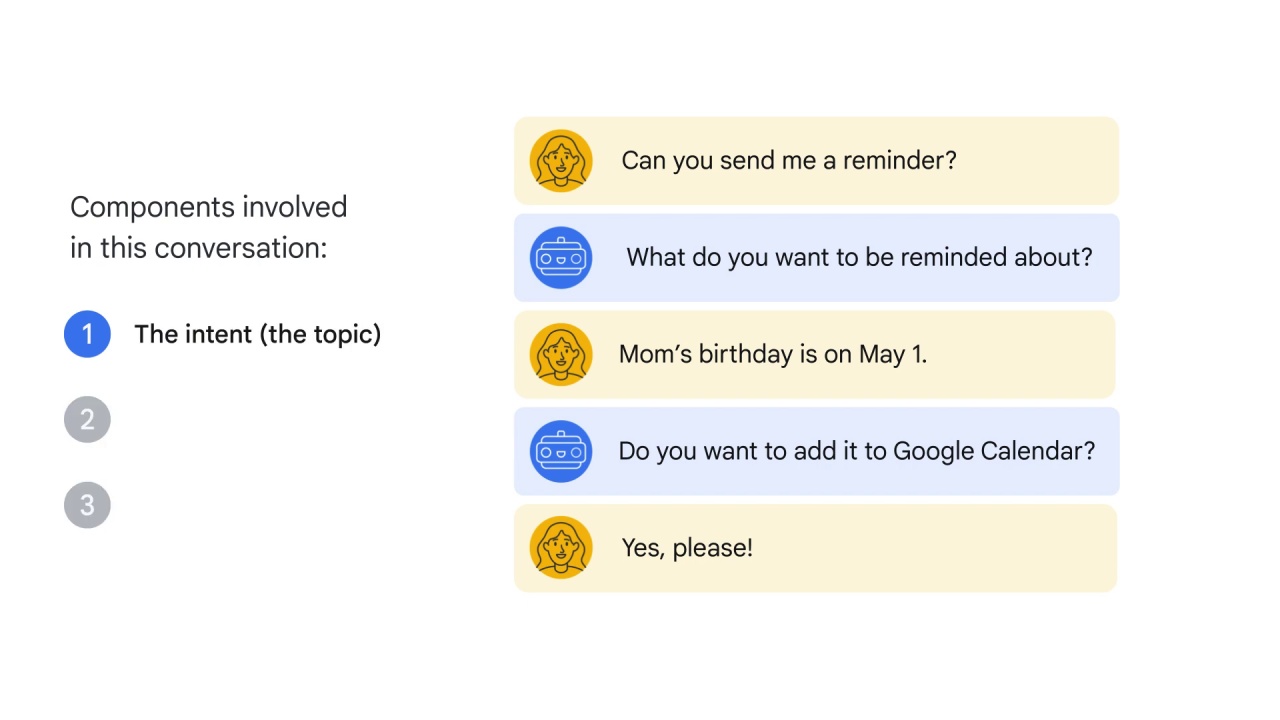 Components involved
in this conversation:
1 The intent (the topic)
2
3
Can you send me a reminder?
What do you want to be reminded about?
Mom’s birthday is on May 1.
Do you want to add it to Google Calendar?
Yes, please!